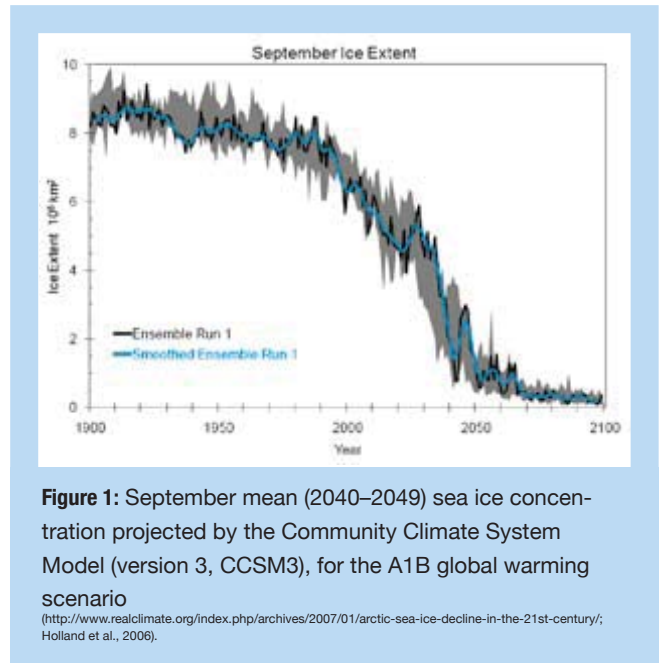 September Ice Extent
10
8
6
4
2
0
Ice Extent 10⁶ km²
Ensemble Run 1
Smoothed Ensemble Run 1
1900
1950
2000
2050
2100
Year
Figure 1: September mean (2040–2049) sea ice concen-
tration projected by the Community Climate System
Model (version 3, CCSM3), for the A1B global warming
scenario
(http://www.realclimate.org/index.php/archives/2007/01/arctic-sea-ice-decline-in-the-21st-century/;
Holland et al., 2006).